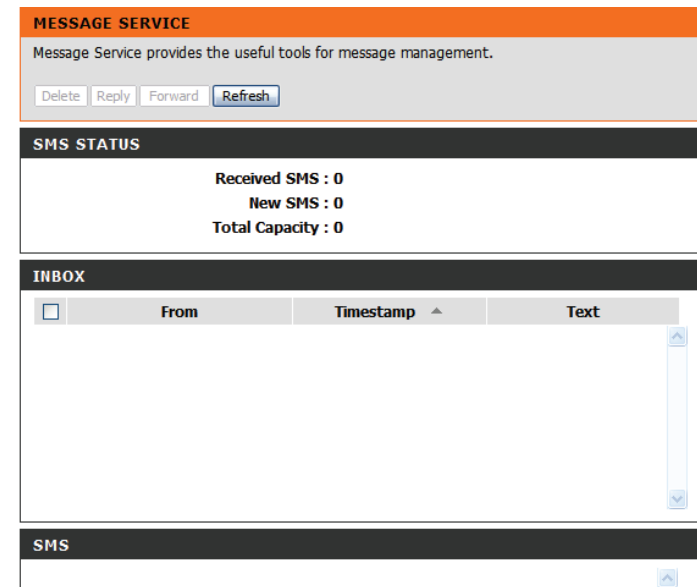 MESSAGE SERVICE
Message Service provides the useful tools for message management.
Delete Reply Forward Refresh
SMS STATUS
Received SMS : 0
New SMS : 0
Total Capacity : 0
INBOX
From Timestamp Text
SMS